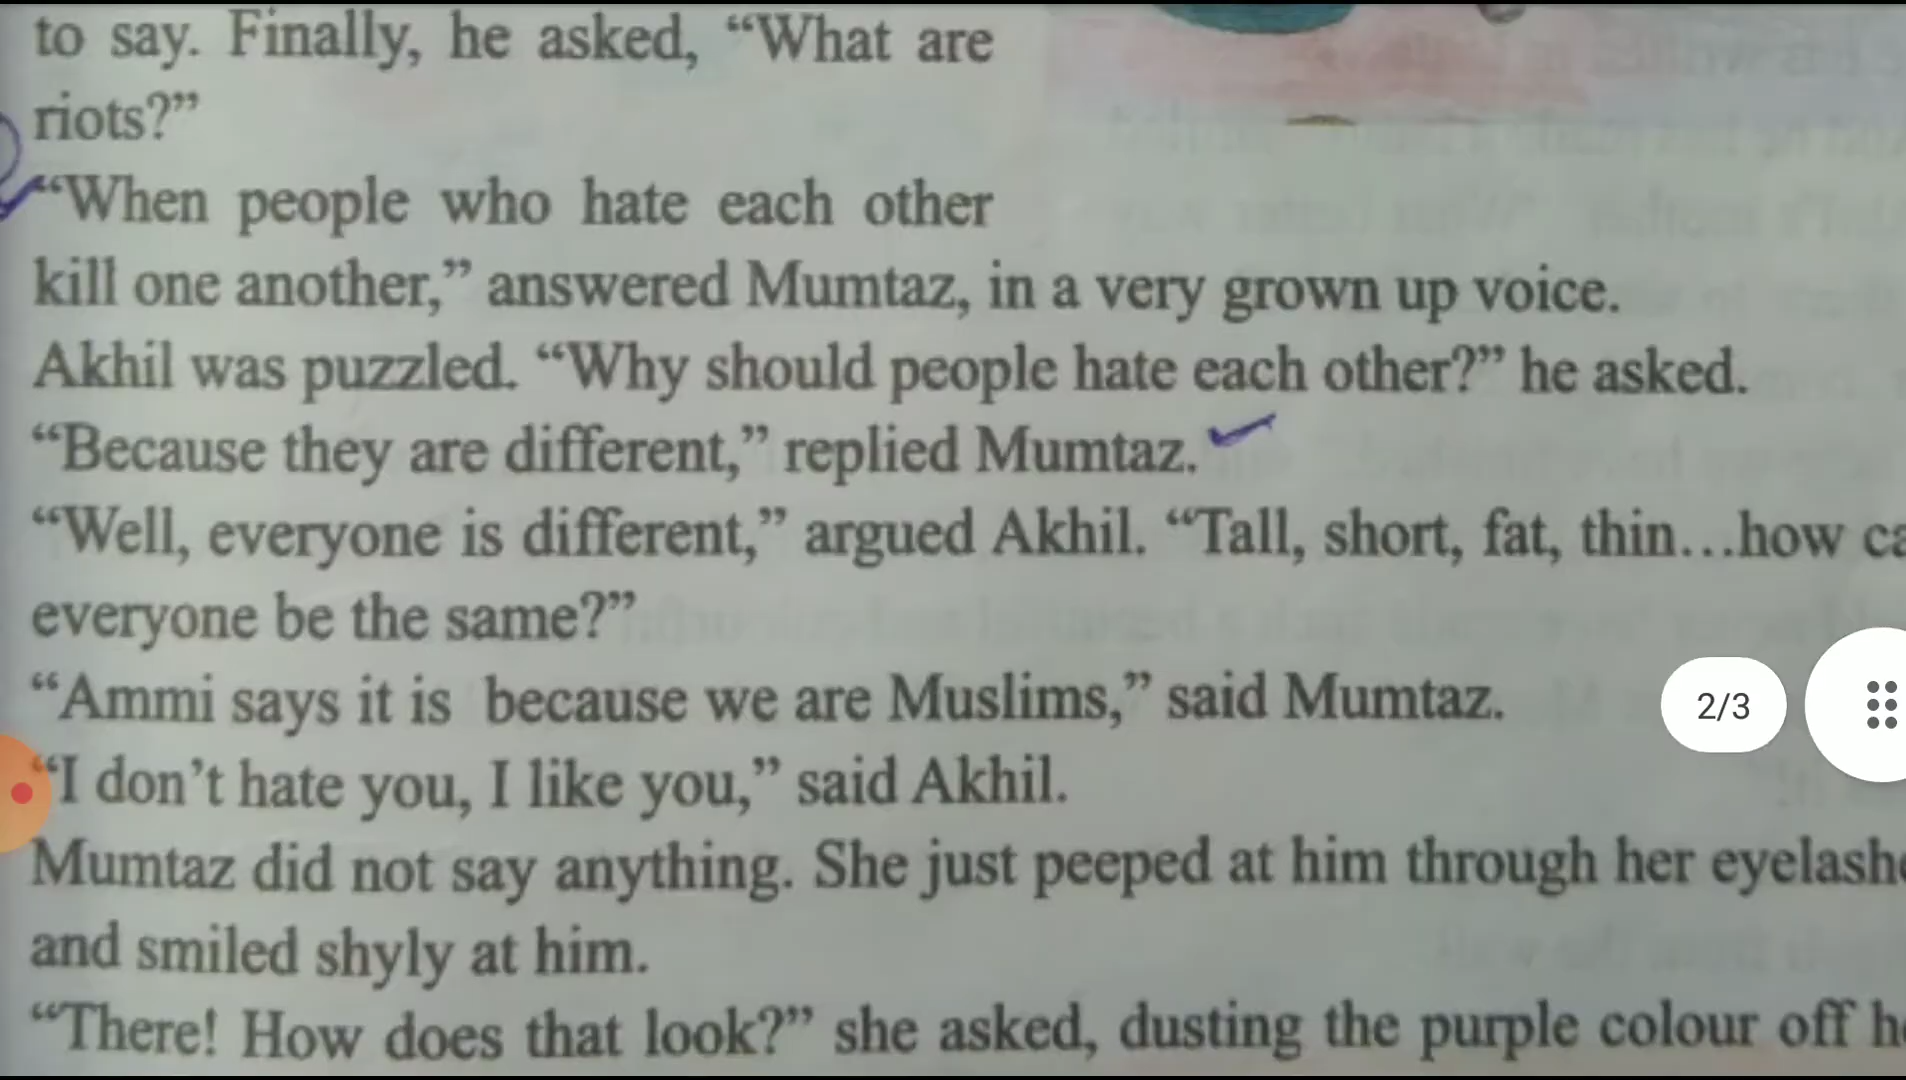 to say. Finally, he asked, “What are
riots?”
“When people who hate each other
kill one another,” answered Mumtaz, in a very grown up voice.
Akhil was puzzled. “Why should people hate each other?” he asked.
“Because they are different,” replied Mumtaz.
“Well, everyone is different,” argued Akhil. “Tall, short, fat, thin...how
everyone be the same?”
“Ammi says it is because we are Muslims,” said Mumtaz.
2/3
“I don’t hate you, I like you,” said Akhil.
Mumtaz did not say anything. She just peeped at him through her
and smiled shyly at him.
“There! How does that look?” she asked, dusting the purple colour off